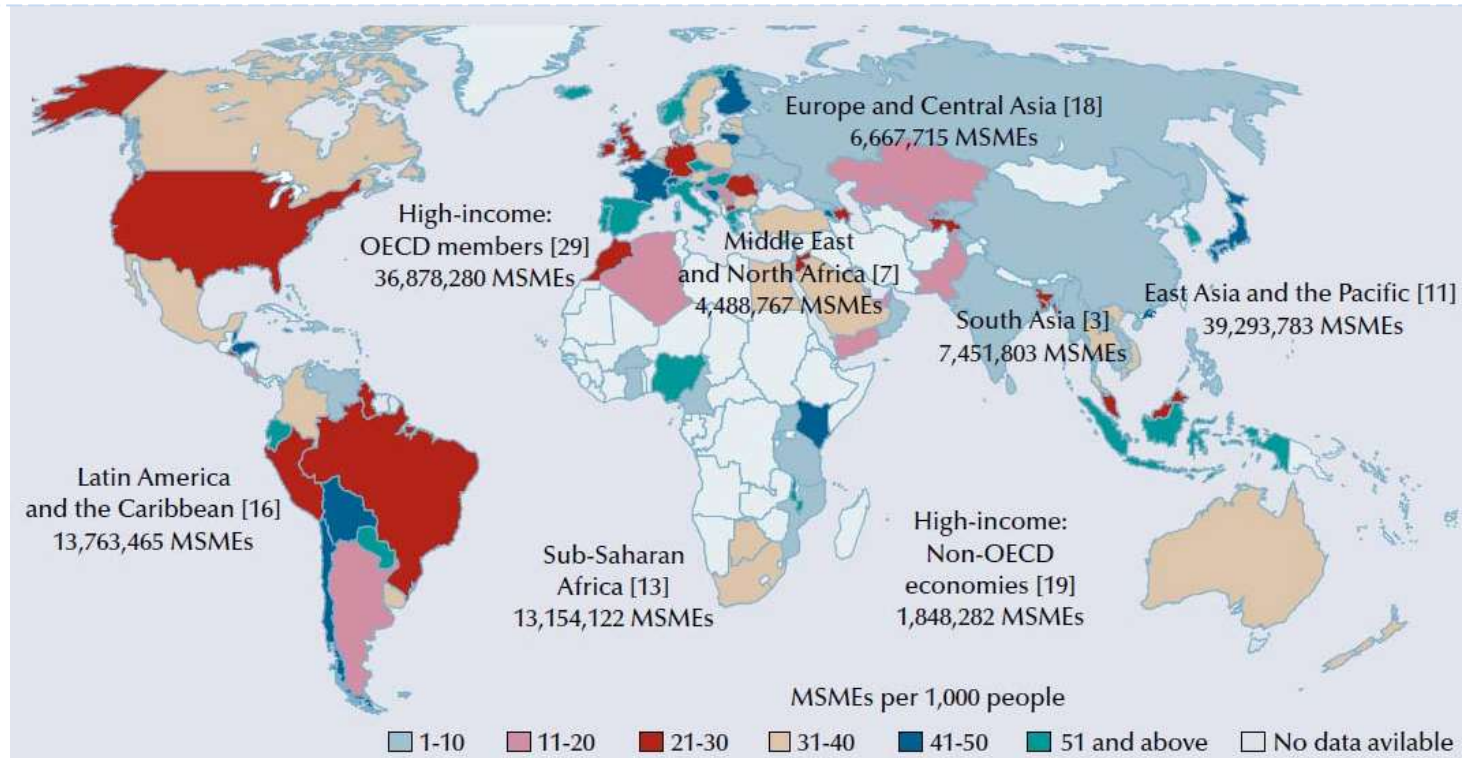 Europe and Central Asia [18]
6,667,715 MSMEs
High-income:
OECD members [29]
36,878,280 MSMEs
Middle East
and North Africa [7]
4,488,767 MSMEs
East Asia and the Pacific [11]
39,293,783 MSMEs
South Asia [3]
7,451,803 MSMEs
Latin America
and the Caribbean [16]
13,763,465 MSMEs
Sub-Saharan
Africa [13]
13,154,122 MSMEs
High-income:
Non-OECD
economies [19]
1,848,282 MSMEs
MSMEs per 1,000 people
1-10 11-20 21-30 31-40 41-50 51 and above No data avilable